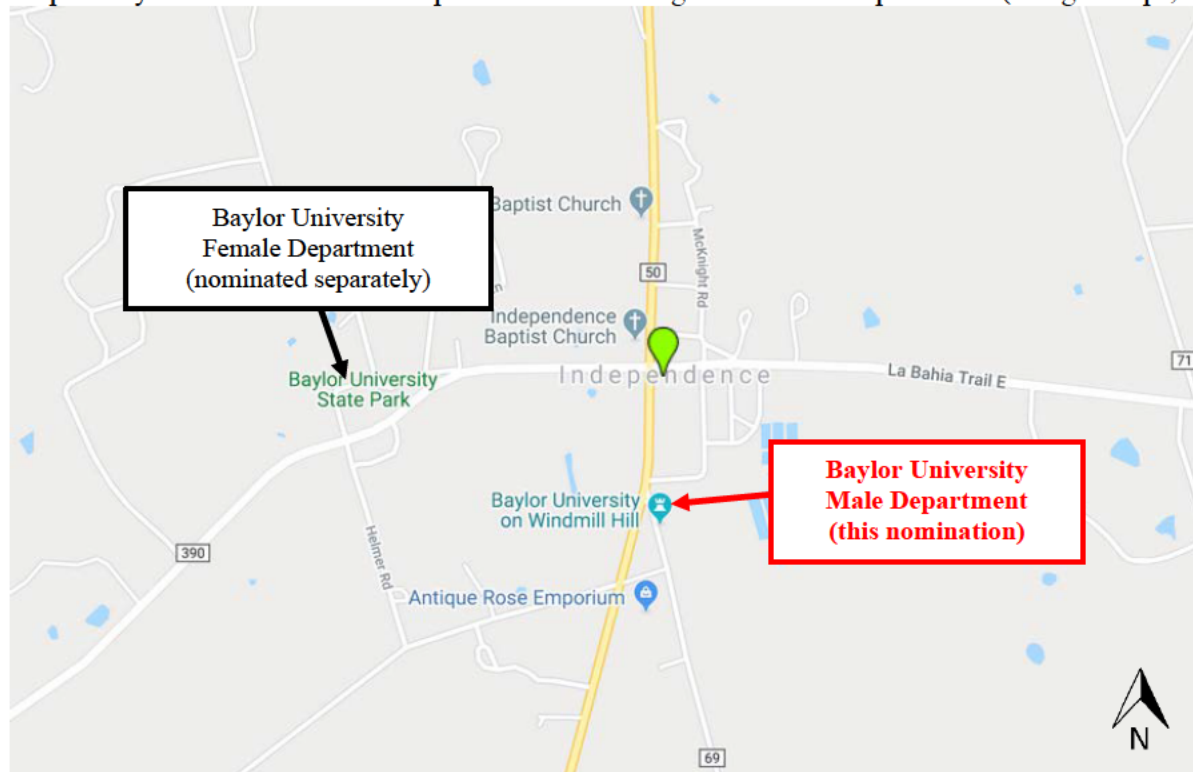 Baptist Church
Baylor University
Female Department
(nominated separately)
McKnight Rd
50
Independence
Baptist Church
Independence
71
La Bahia Trail E
Baylor University
State Park
Baylor University
Male Department
(this nomination)
Baylor University
on Windmill Hill
390
Helmer Rd
Antique Rose Emporium
N
69